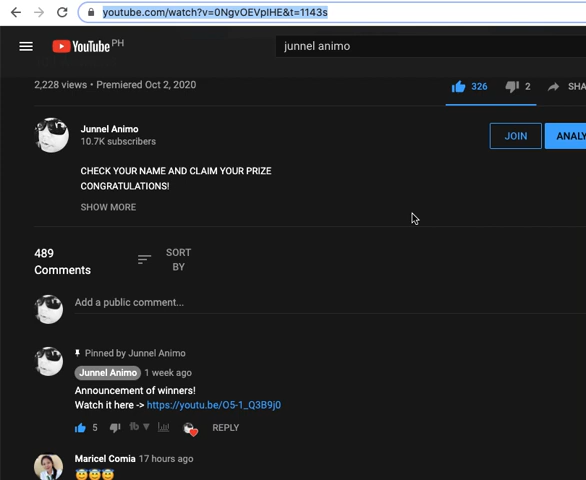 youtube.com/watch?v=0NgvOEVpIHE&t=1143s
YouTube PH
junnel animo
2,228 views • Premiered Oct 2, 2020
326
2
SHA
Junnel Animo
10.7K subscribers
JOIN
ANALY
CHECK YOUR NAME AND CLAIM YOUR PRIZE
CONGRATULATIONS!
SHOW MORE
489
Comments
SORT
BY
Add a public comment...
Pinned by Junnel Animo
Junnel Animo 1 week ago
Announcement of winners!
Watch it here -> https://youtu.be/O5-1_Q3B9j0
5
REPLY
Maricel Comia 17 hours ago
😇😇😇